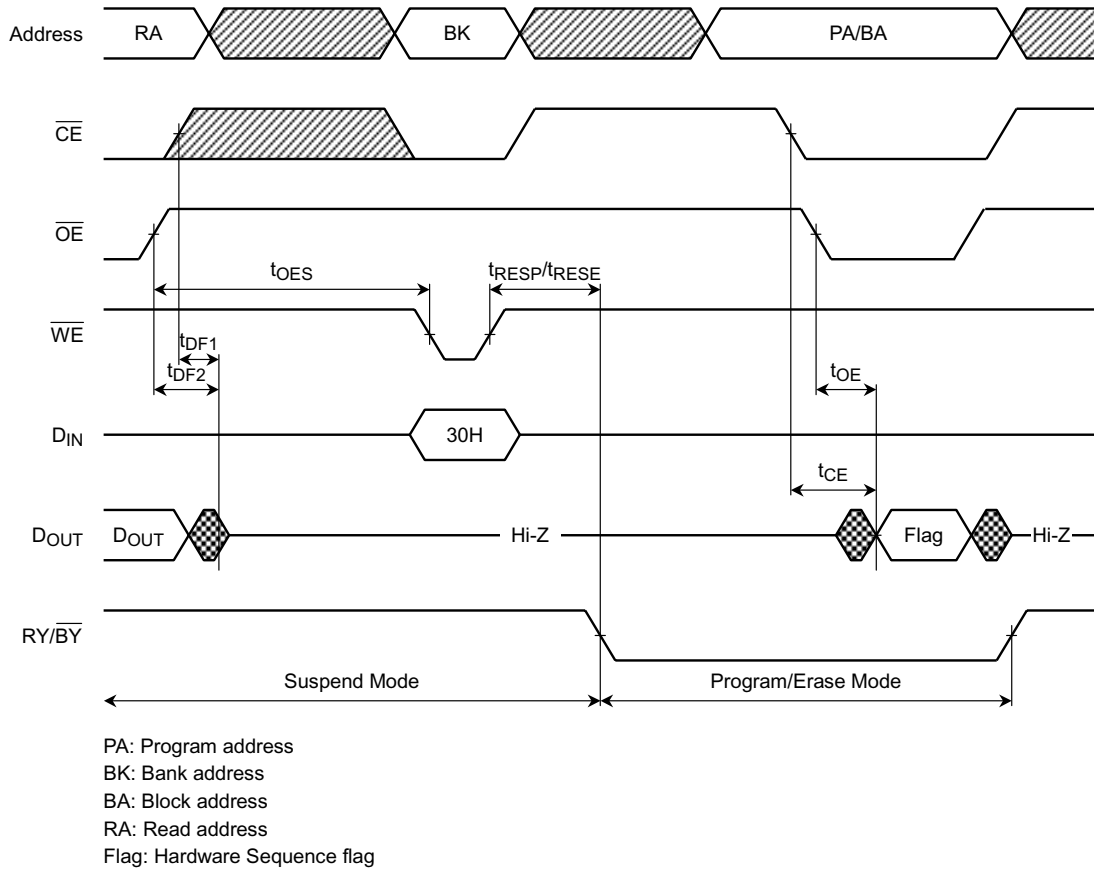 Address RA BK PA/BA
CE
OE
tOES tRESP/tRESE
WE
tDF1
tDF2 tOE
DIN 30H
tCE
DOUT DOUT Hi-Z Flag Hi-Z
RY/BY
Suspend Mode Program/Erase Mode
PA: Program address
BK: Bank address
BA: Block address
RA: Read address
Flag: Hardware Sequence flag